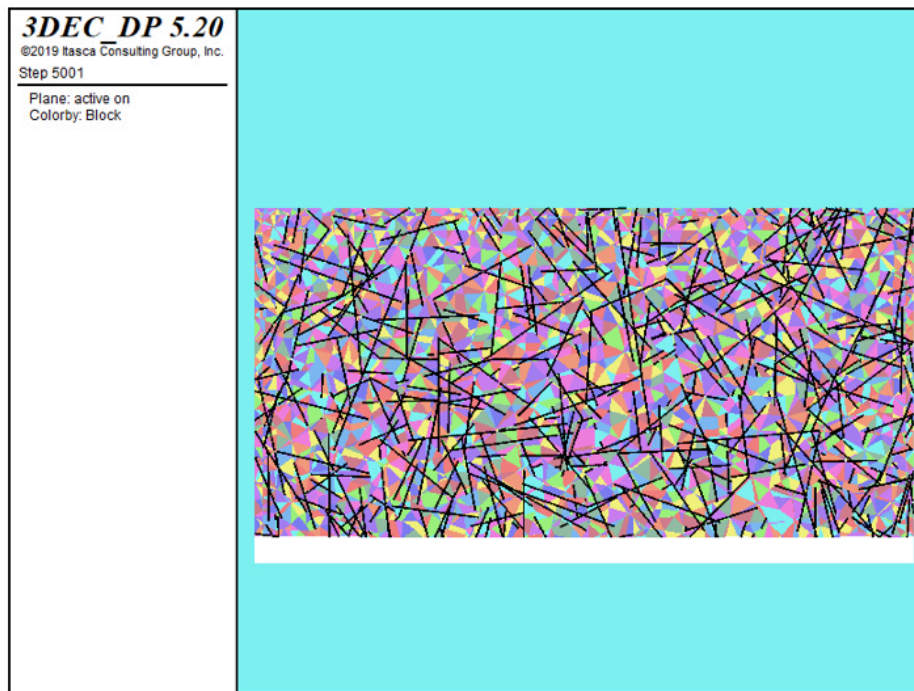 3DEC_DP 5.20
©2019 Itasca Consulting Group, Inc.
Step 5001
Plane: active on
Colorby: Block